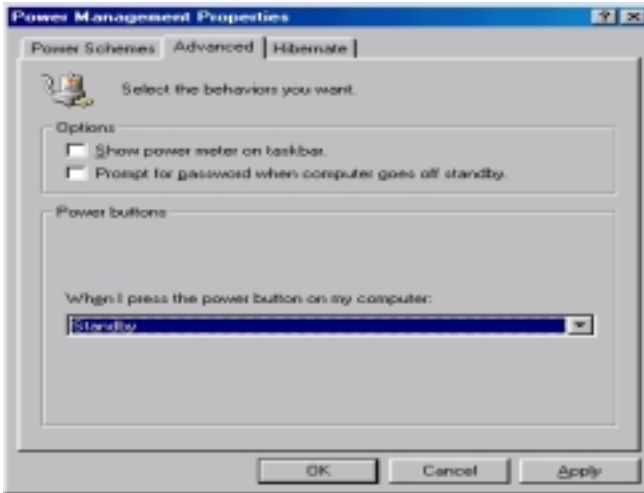 Power Management Properties
Power Schemes Advanced Hibernate
Select the behaviors you want.
Options
Show power meter on taskbar.
Prompt for password when computer goes off standby.
Power buttons
When I press the power button on my computer:
Standby
OK Cancel Apply